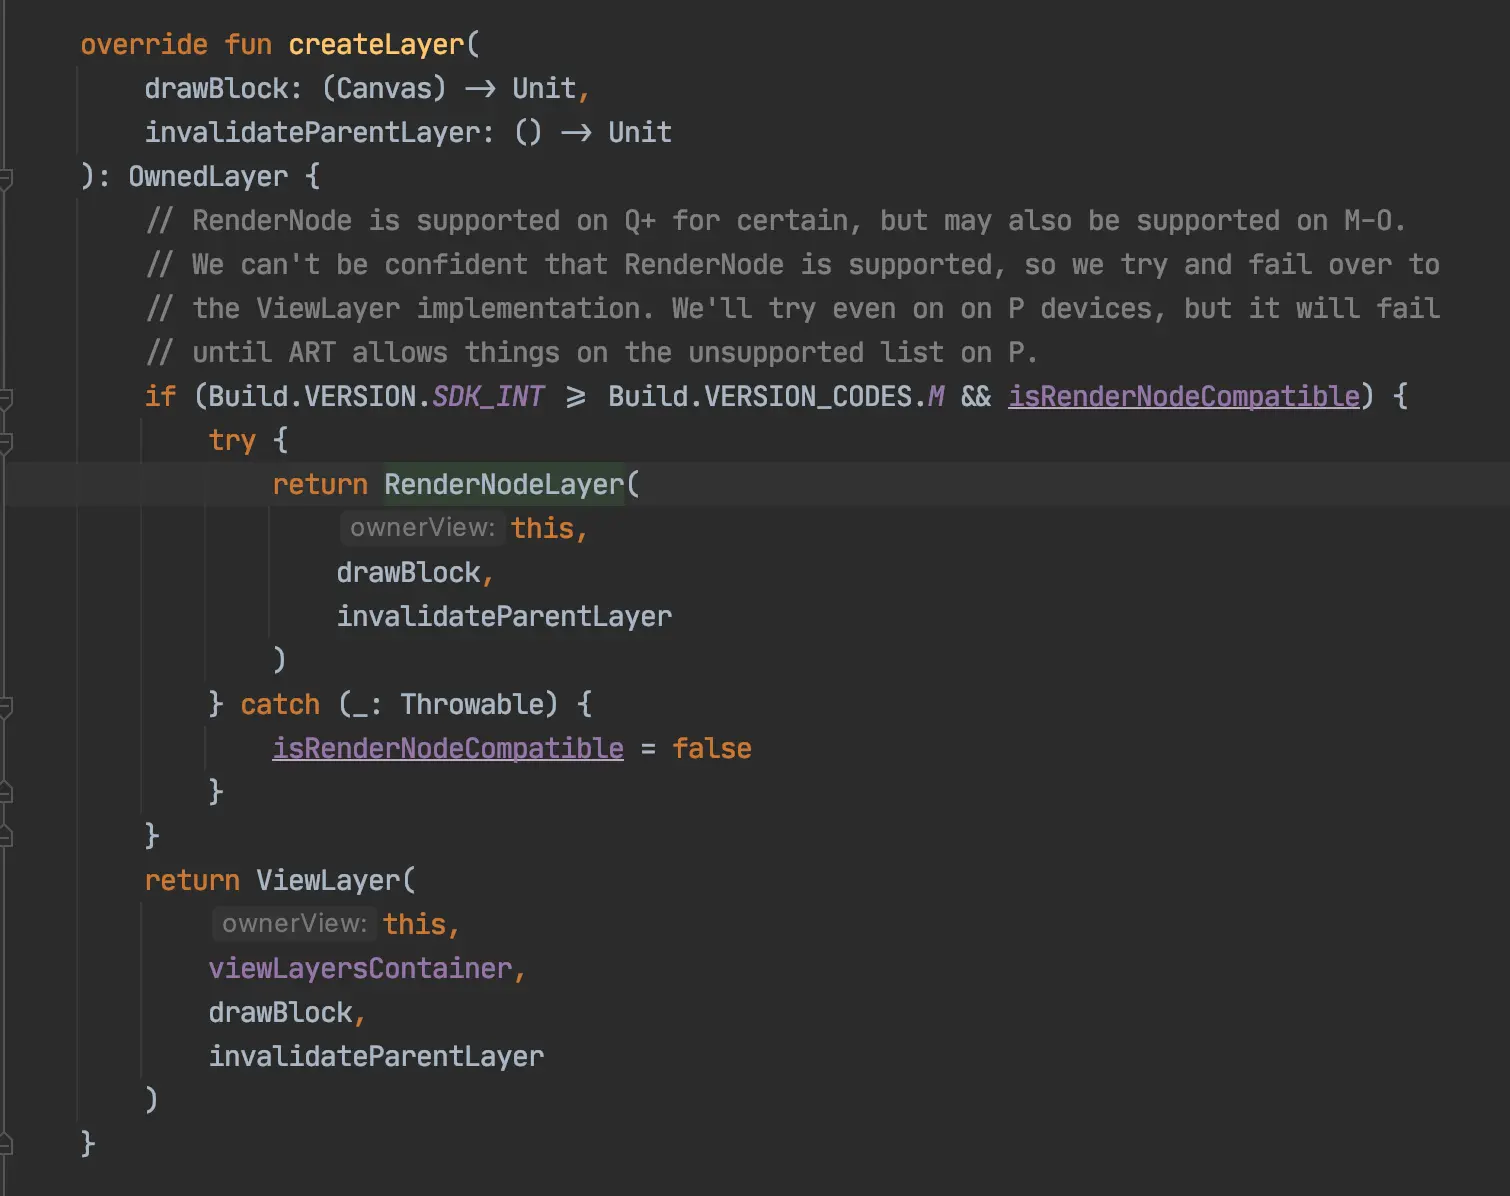 override fun createLayer(
drawBlock: (Canvas) -> Unit,
invalidateParentLayer: () -> Unit
): OwnedLayer {
// RenderNode is supported on Q+ for certain, but may also be supported on M-O.
// We can't be confident that RenderNode is supported, so we try and fail over to
// the ViewLayer implementation. We'll try even on on P devices, but it will fail
// until ART allows things on the unsupported list on P.
if (Build.VERSION.SDK_INT >= Build.VERSION_CODES.M && isRenderNodeCompatible) {
try {
return RenderNodeLayer(
ownerView: this,
drawBlock,
invalidateParentLayer
)
} catch (_: Throwable) {
isRenderNodeCompatible = false
}
}
return ViewLayer(
ownerView: this,
viewLayersContainer,
drawBlock,
invalidateParentLayer
)
}